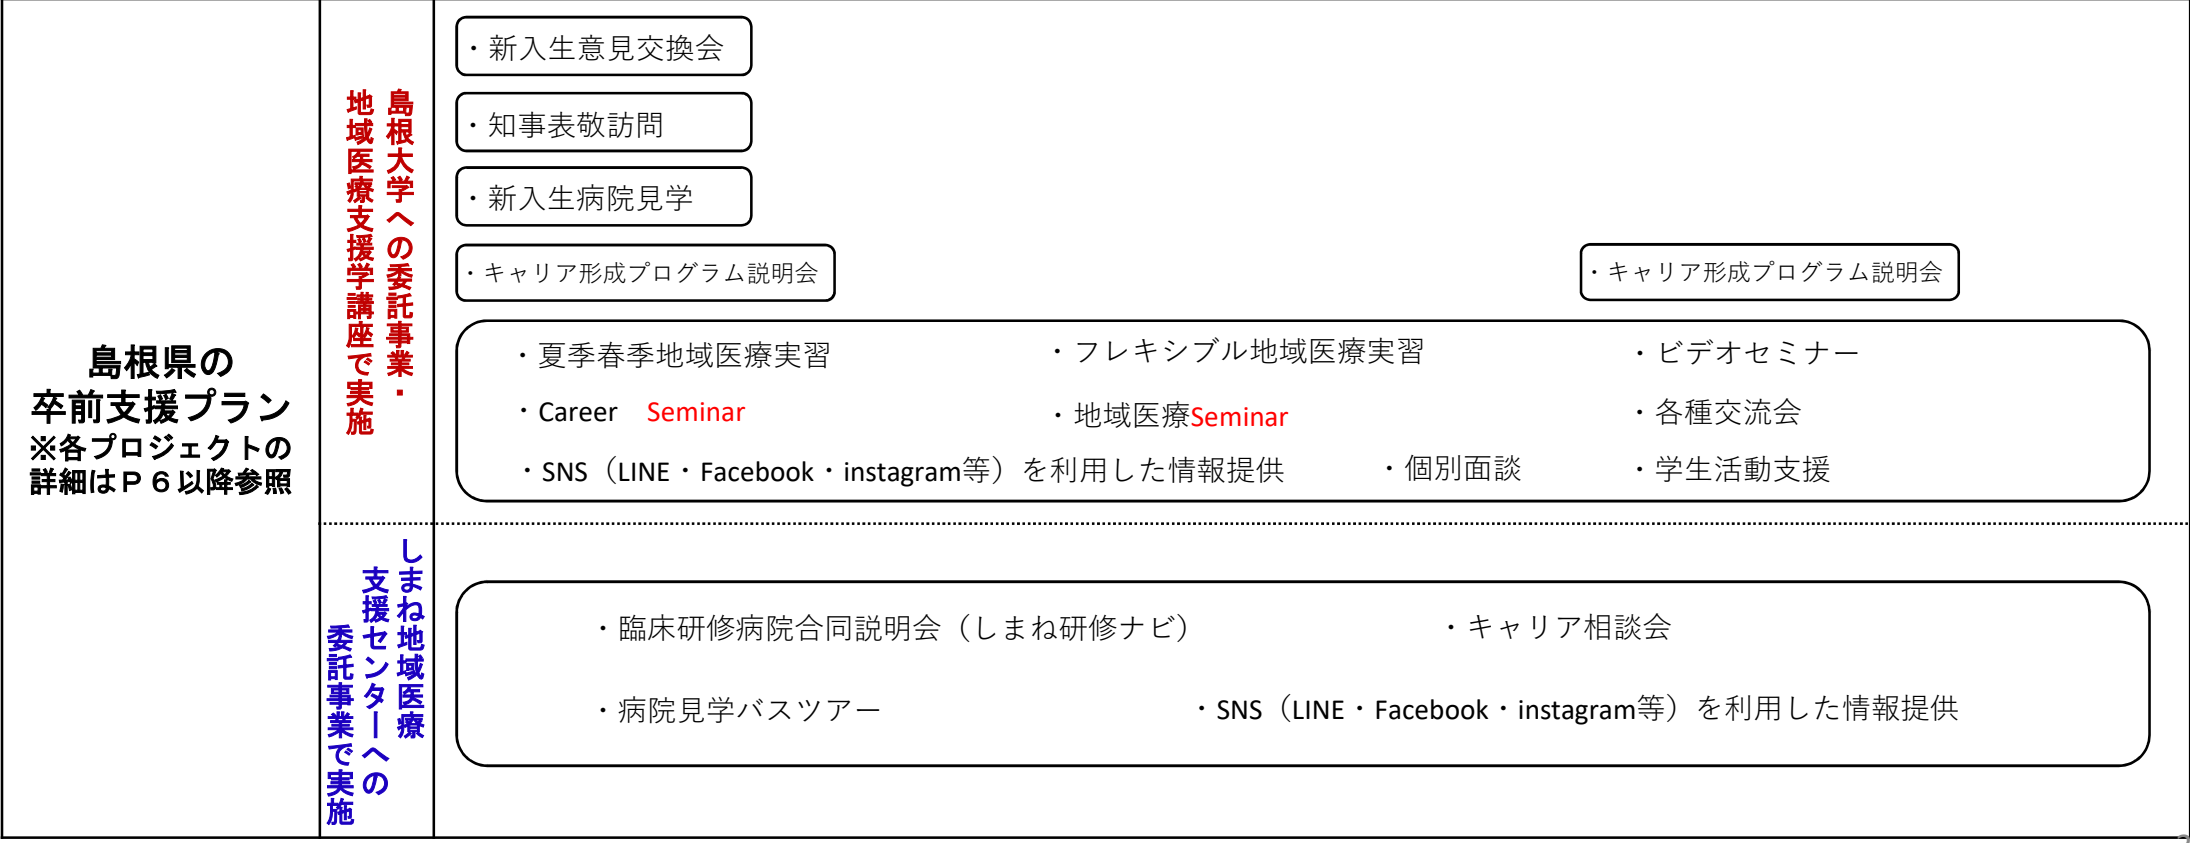 島根県の
卒前支援プラン
※各プロジェクトの
詳細はP6以降参照
島根大学への委託事業・
地域医療支援学講座で実施
・新入生意見交換会
・知事表敬訪問
・新入生病院見学
・キャリア形成プログラム説明会
・キャリア形成プログラム説明会
・夏季春季地域医療実習
・フレキシブル地域医療実習
・ビデオセミナー
・Career　Seminar
・地域医療Seminar
・各種交流会
・SNS（LINE・Facebook・instagram等）を利用した情報提供
・個別面談
・学生活動支援
しまね地域医療
支援センターへの
委託事業で実施
・臨床研修病院合同説明会（しまね研修ナビ）
・キャリア相談会
・病院見学バスツアー
・SNS（LINE・Facebook・instagram等）を利用した情報提供